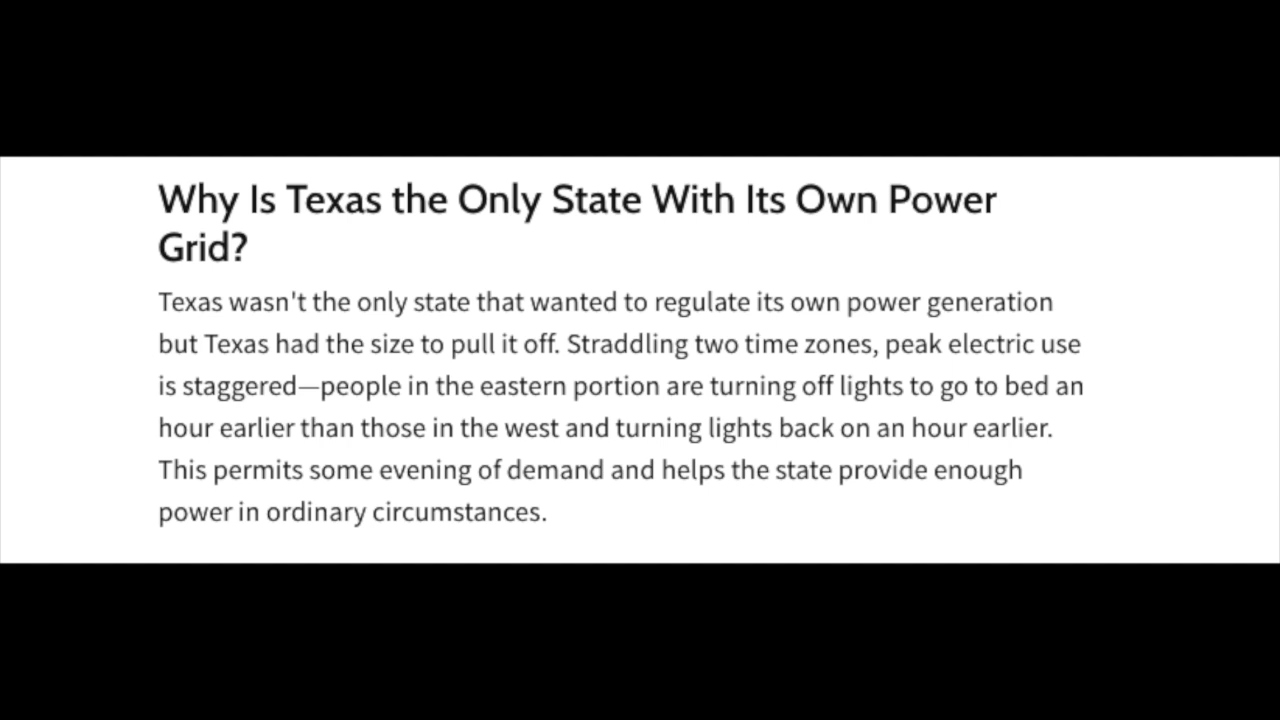 Why Is Texas the Only State With Its Own Power
Grid?
Texas wasn't the only state that wanted to regulate its own power generation
but Texas had the size to pull it off. Straddling two time zones, peak electric use
is staggered—people in the eastern portion are turning off lights to go to bed an
hour earlier than those in the west and turning lights back on an hour earlier.
This permits some evening of demand and helps the state provide enough
power in ordinary circumstances.